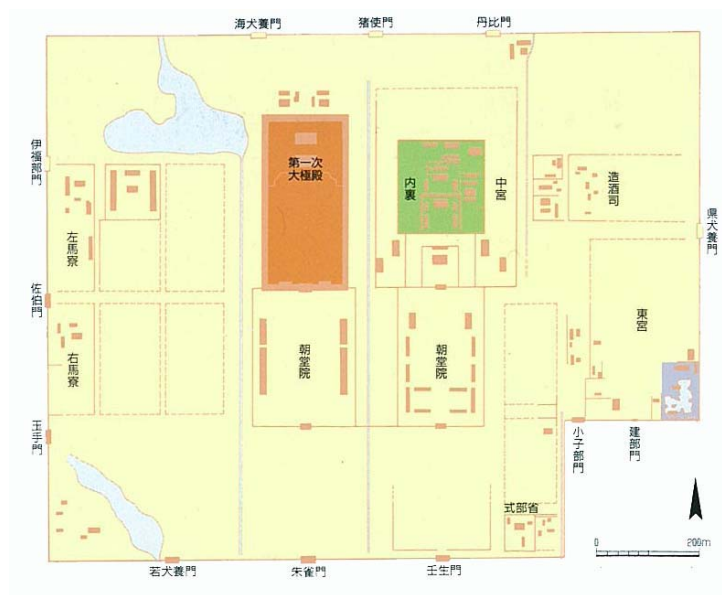 海犬養門
猪使門
丹比門
伊福部門
第一次
大極殿
内裏
中宮
造酒司
県犬養門
左馬寮
佐伯門
東宮
右馬寮
朝堂院
朝堂院
玉手門
小子部門
建部門
式部省
0
200m
若犬養門
朱雀門
壬生門